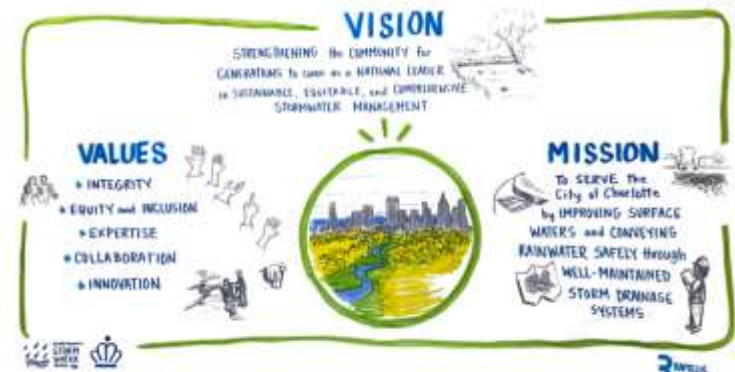 VISION
STRENGTHENING the COMMUNITY for
GENERATIONS to come as a NATIONAL LEADER
in SUSTAINABLE, EQUITABLE, and COMPREHENSIVE
STORMWATER MANAGEMENT
VALUES
INTEGRITY
EQUITY and INCLUSION
EXPERTISE
COLLABORATION
INNOVATION
MISSION
To SERVE the
City of Charlotte
by IMPROVING SURFACE
WATERS and CONVEYING
RAINWATER SAFELY through
WELL-MAINTAINED
STORM DRAINAGE
SYSTEMS
STORM
WATER